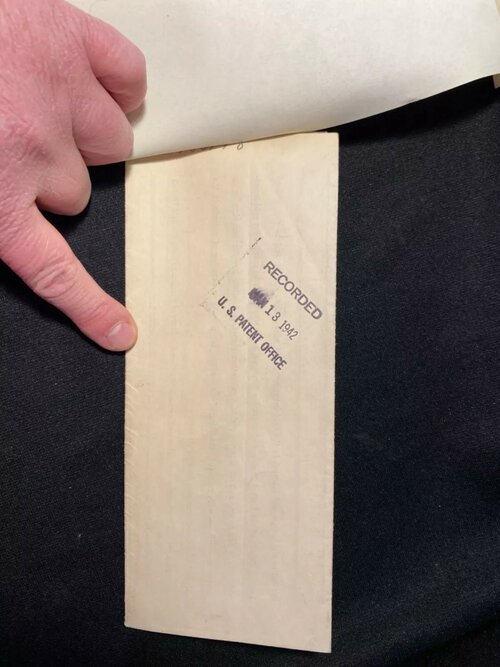 RECORDED
13 1942
U. S. PATENT OFFICE